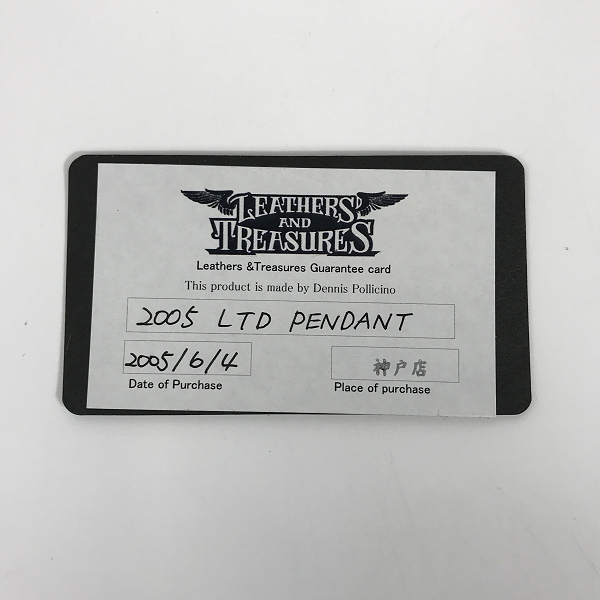 LEATHERS
AND
TREASURES
Leathers &Treasures Guarantee card
This product is made by Dennis Pollicino
2005 LTD PENDANT
2005/6/4 神戸店
Date of Purchase Place of purchase